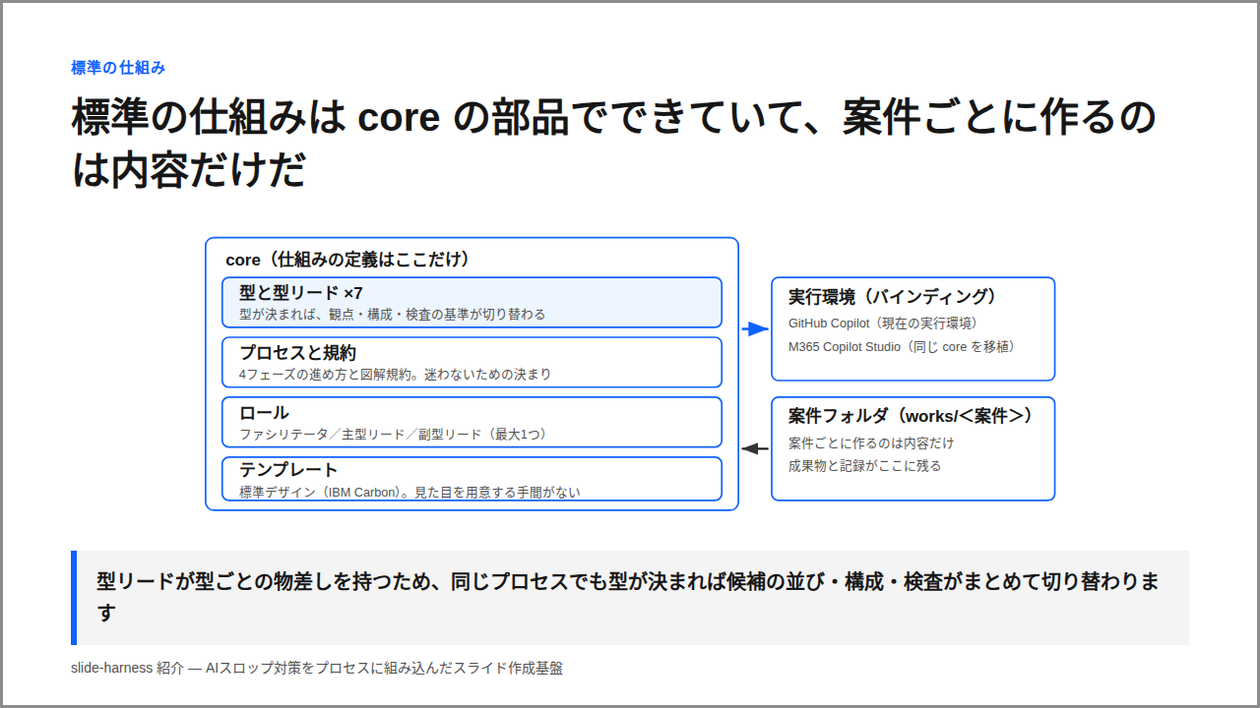 標準の仕組み
標準の仕組みは core の部品でできていて、案件ごとに作るの
は内容だけだ
core（仕組みの定義はここだけ）
型と型リード ×7
型が決まれば、観点・構成・検査の基準が切り替わる
プロセスと規約
4フェーズの進め方と図解規約。迷わないための決まり
ロール
ファシリテータ／主型リード／副型リード（最大1つ）
テンプレート
標準デザイン（IBM Carbon）。見た目を用意する手間がない
実行環境（バインディング）
GitHub Copilot（現在の実行環境）
M365 Copilot Studio（同じ core を移植）
案件フォルダ（works/＜案件＞）
案件ごとに作るのは内容だけ
成果物と記録がここに残る
型リードが型ごとの物差しを持つため、同じプロセスでも型が決まれば候補の並び・構成・検査がまとめて切り替わりま
す
slide-harness 紹介 — AIスロップ対策をプロセスに組み込んだスライド作成基盤